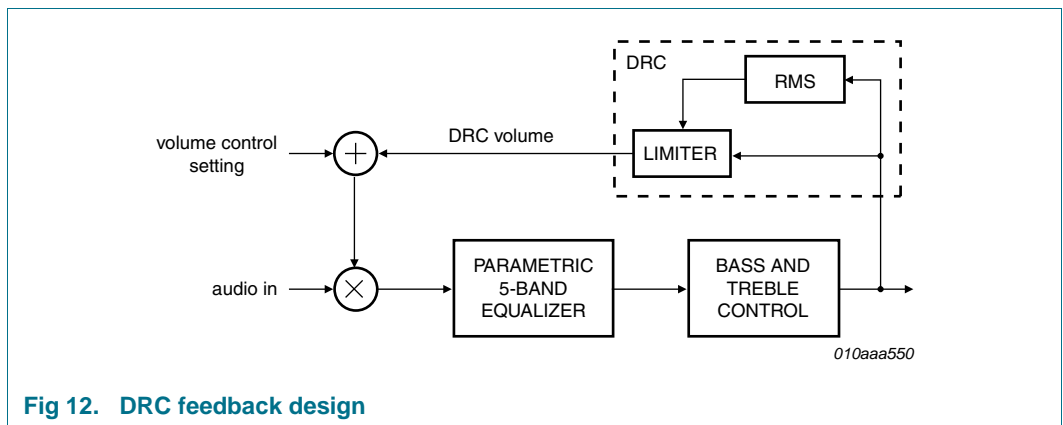 DRC
RMS
volume control
setting
+
DRC volume
LIMITER
audio in
×
PARAMETRIC
5-BAND
EQUALIZER
BASS AND
TREBLE
CONTROL
010aaa550
Fig 12. DRC feedback design